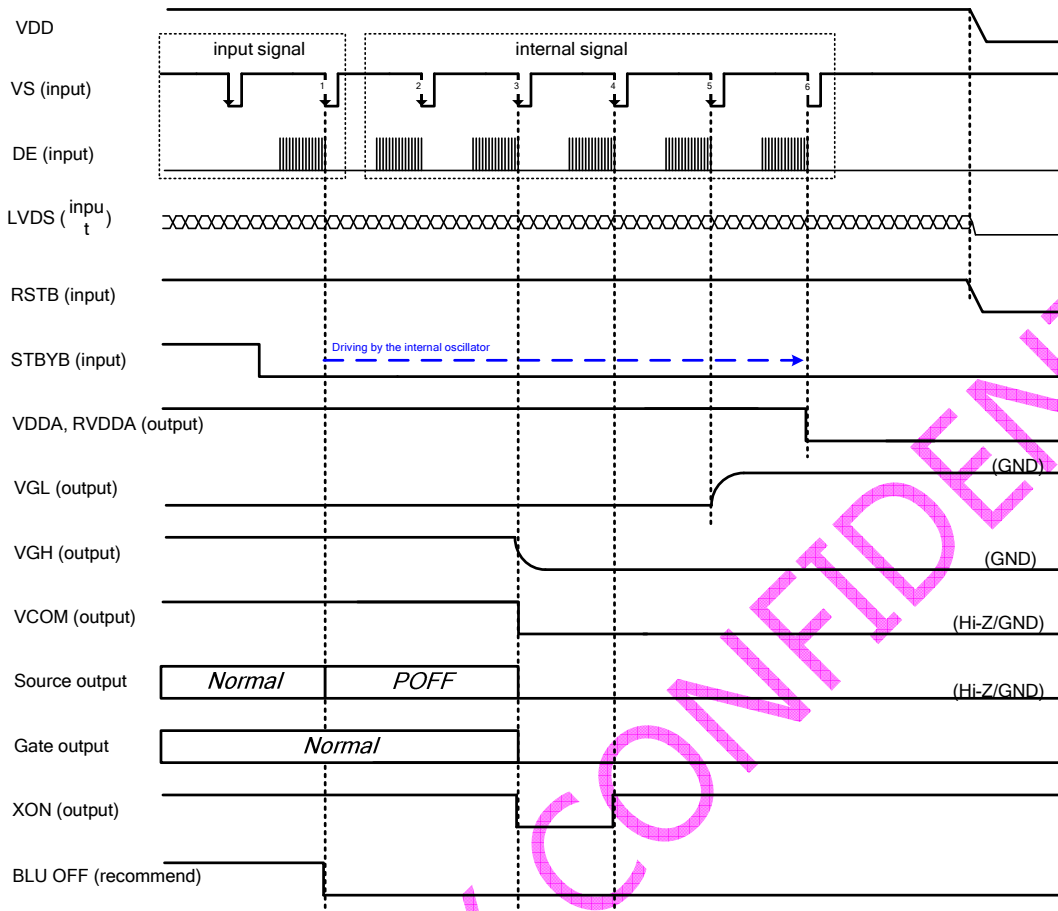 VDD
input signal
internal signal
VS (input)
1
2
3
4
5
6
DE (input)
LVDS (inpu
t)
RSTB (input)
STBYB (input)
Driving by the internal oscillator
VDDA, RVDDA (output)
(GND)
VGL (output)
VGH (output)
(GND)
VCOM (output)
(Hi-Z/GND)
Source output
Normal
POFF
(Hi-Z/GND)
Gate output
Normal
XON (output)
BLU OFF (recommend)
CONFIDENT